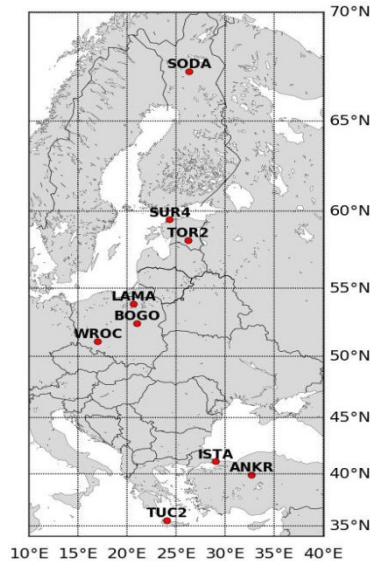 70°N
SODA
65°N
60°N
SUR4
TOR2
55°N
LAMA
BOGO
WROC
50°N
45°N
ISTA
ANKR
40°N
TUC2
35°N
10°E 15°E 20°E 25°E 30°E 35°E 40°E